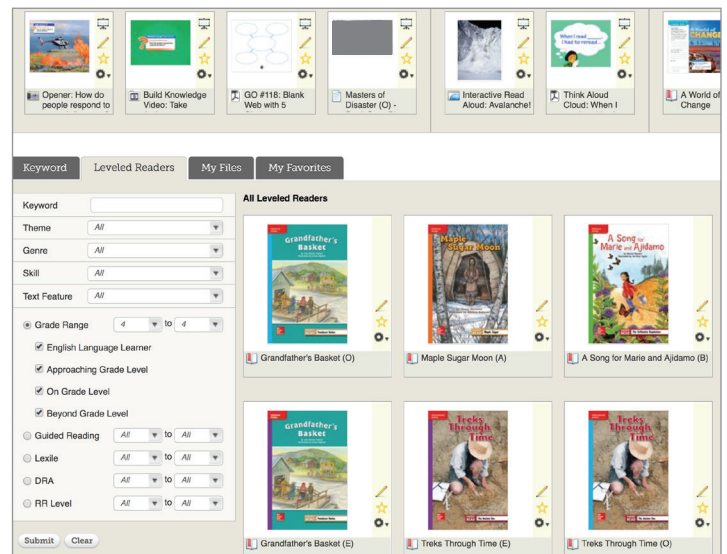 Opener: How do
people respond to
Build Knowledge
Video: Take
GO #118: Blank
Web with 5
Masters of
Disaster (O) -
Interactive Read
Aloud: Avalanche!
When I read
I had to reread...
Think Aloud
Cloud: When I
A World of
CHANGE
A World of
Change
Keyword
Leveled Readers
My Files
My Favorites
Keyword
Theme All
Genre All
Skill All
Text Feature All
Grade Range 4 to 4
English Language Learner
Approaching Grade Level
On Grade Level
Beyond Grade Level
Guided Reading All to All
Lexile All to All
DRA All to All
RR Level All to All
Submit Clear
All Leveled Readers
Grandfather's
Basket
Grandfather's Basket (O)
Maple
Sugar Moon
Maple Sugar Moon (A)
A Song for
Marie and Ajidamo
A Song for Marie and Ajidamo (B)
Grandfather's
Basket
Grandfather's Basket (E)
Treks
Through
Time
Treks Through Time (E)
Treks
Through
Time
Treks Through Time (O)